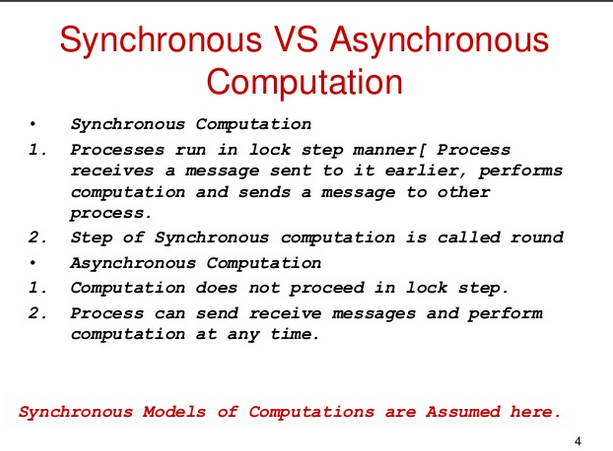 Synchronous VS Asynchronous
Computation
• Synchronous Computation
1. Processes run in lock step manner[ Process
receives a message sent to it earlier, performs
computation and sends a message to other
process.
2. Step of Synchronous computation is called round
• Asynchronous Computation
1. Computation does not proceed in lock step.
2. Process can send receive messages and perform
computation at any time.
Synchronous Models of Computations are Assumed here.
4